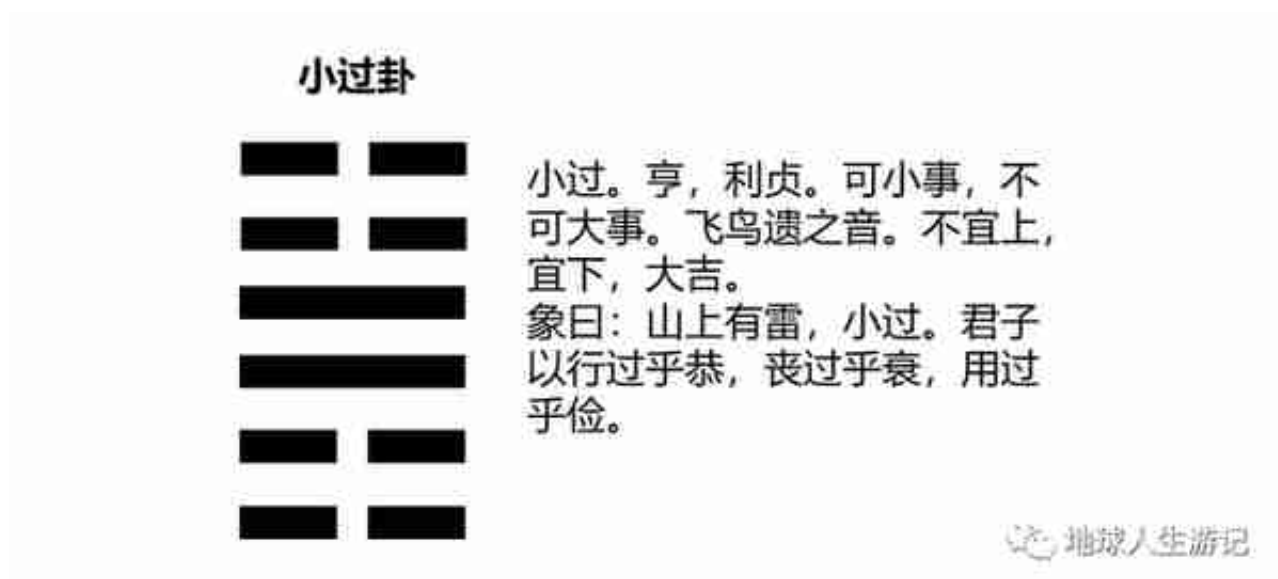 小过卦
小过。亨，利贞。可小事，不
可大事。飞鸟遗之音。不宜上，
宜下，大吉。
象曰：山上有雷，小过。君子
以行过乎恭，丧过乎衰，用过
乎俭。
地球人生游记